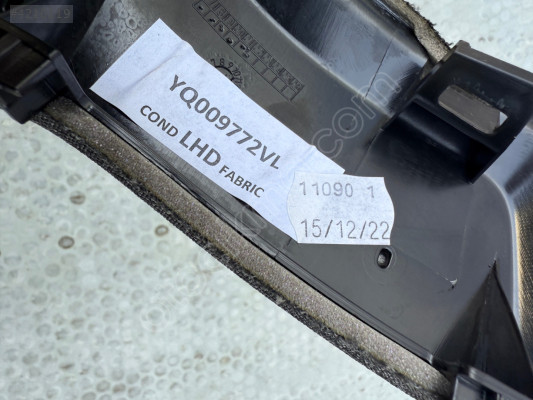 YQ009772VL
COND LHD FABRIC
11090 1
15/12/22